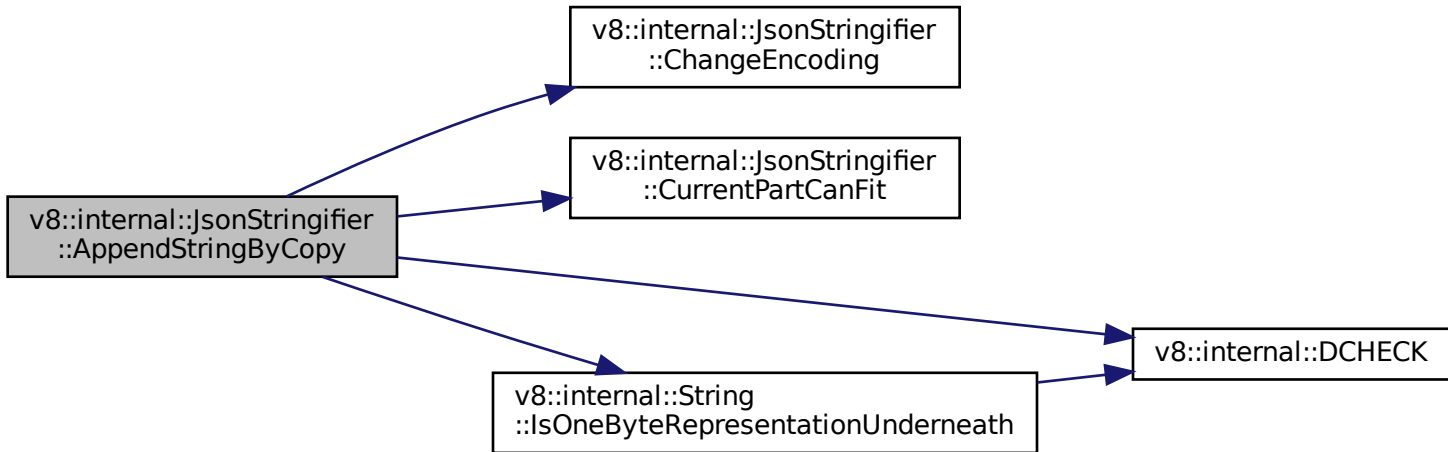 v8::internal::JsonStringifier
::ChangeEncoding
v8::internal::JsonStringifier
::CurrentPartCanFit
v8::internal::JsonStringifier
::AppendStringByCopy
v8::internal::DCHECK
v8::internal::String
::IsOneByteRepresentationUnderneath